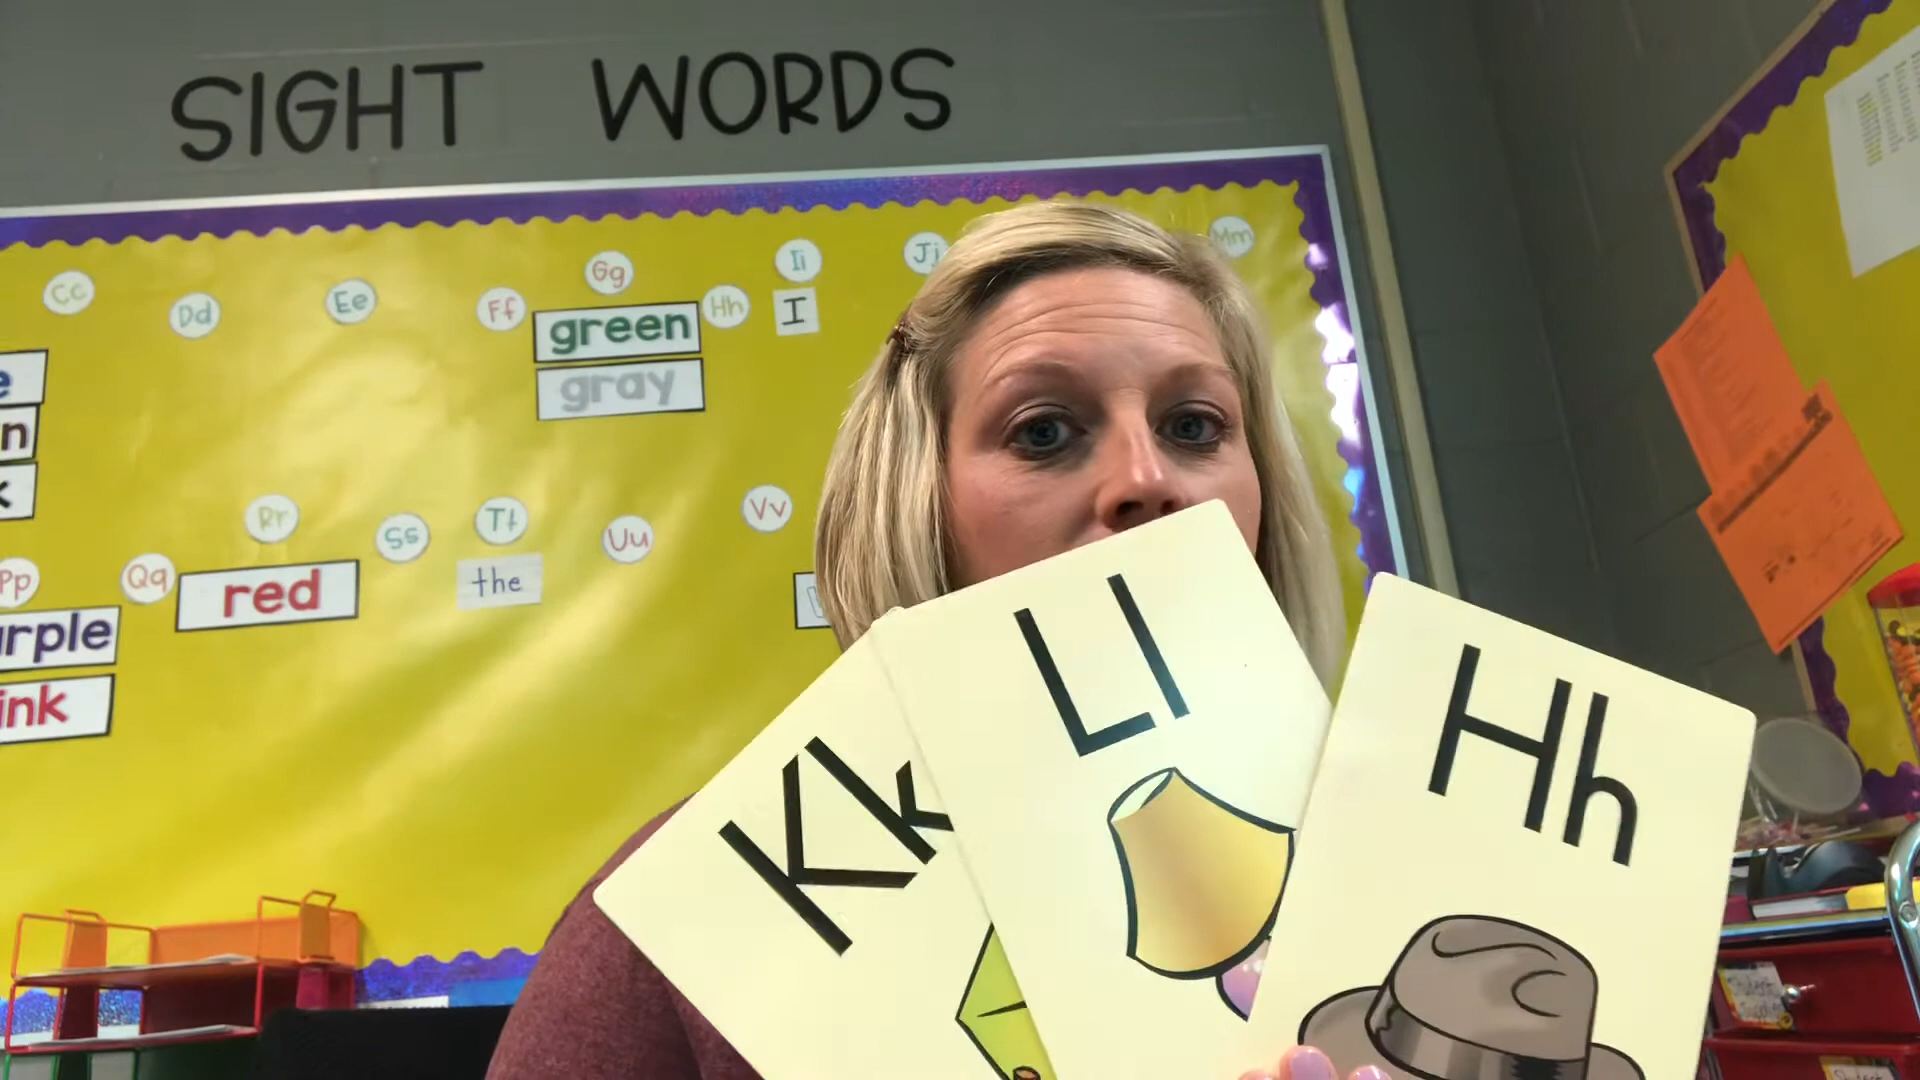 SIGHT WORDS
Cc
Dd
Ee
Ff
Gg
Hh
Ii
Jj
Mm
green
gray
I
Pp
Qq
Rr
Ss
Tt
Uu
Vv
red
the
Kk
Ll
Hh